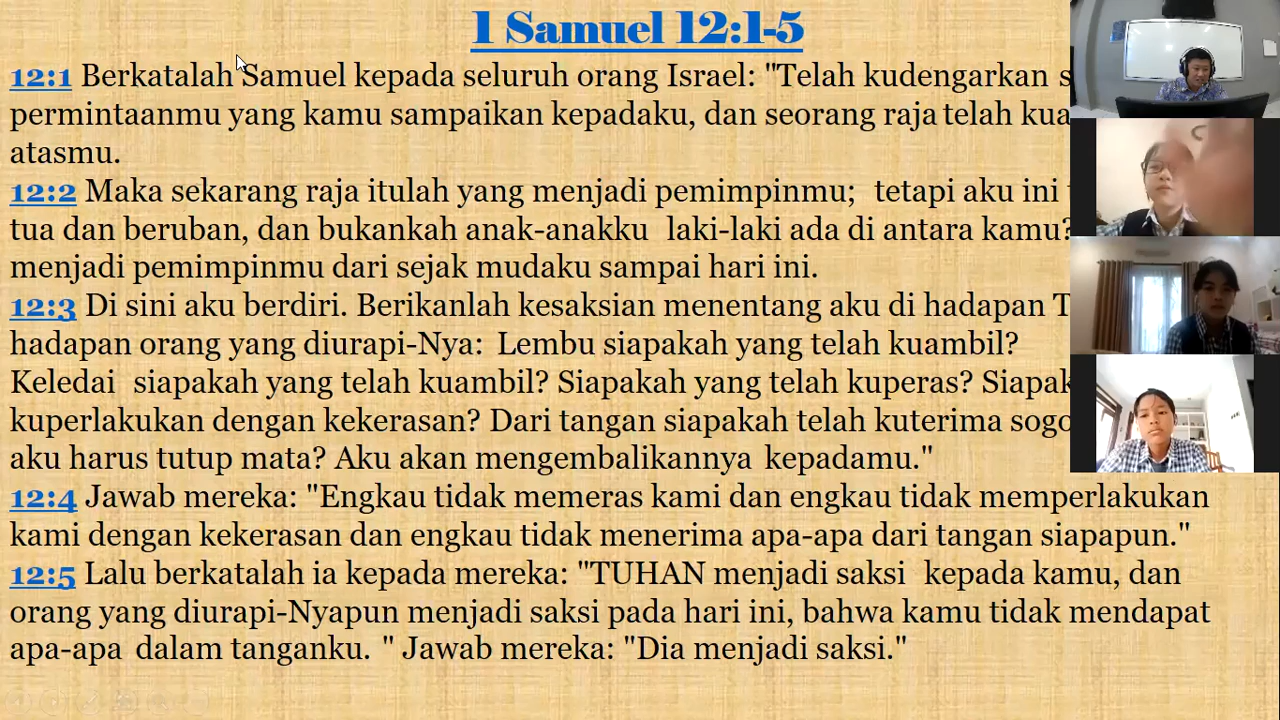 1 Samuel 12:1-5
12:1 Berkatalah Samuel kepada seluruh orang Israel: "Telah kudengarkan
permintaanmu yang kamu sampaikan kepadaku, dan seorang raja telah
atasmu.
12:2 Maka sekarang raja itulah yang menjadi pemimpinmu; tetapi aku ini
tua dan beruban, dan bukankah anak-anakku laki-laki ada di antara kamu?
menjadi pemimpinmu dari sejak mudaku sampai hari ini.
12:3 Di sini aku berdiri. Berikanlah kesaksian menentang aku di hadapan
hadapan orang yang diurapi-Nya: Lembu siapakah yang telah kuambil?
Keledai siapakah yang telah kuambil? Siapakah yang telah kuperas?
kuperlakukan dengan kekerasan? Dari tangan siapakah telah kuterima
aku harus tutup mata? Aku akan mengembalikannya kepadamu."
12:4 Jawab mereka: "Engkau tidak memeras kami dan engkau tidak memperlakukan
kami dengan kekerasan dan engkau tidak menerima apa-apa dari tangan siapapun."
12:5 Lalu berkatalah ia kepada mereka: "TUHAN menjadi saksi kepada kamu, dan
orang yang diurapi-Nyapun menjadi saksi pada hari ini, bahwa kamu tidak mendapat
apa-apa dalam tanganku. " Jawab mereka: "Dia menjadi saksi."